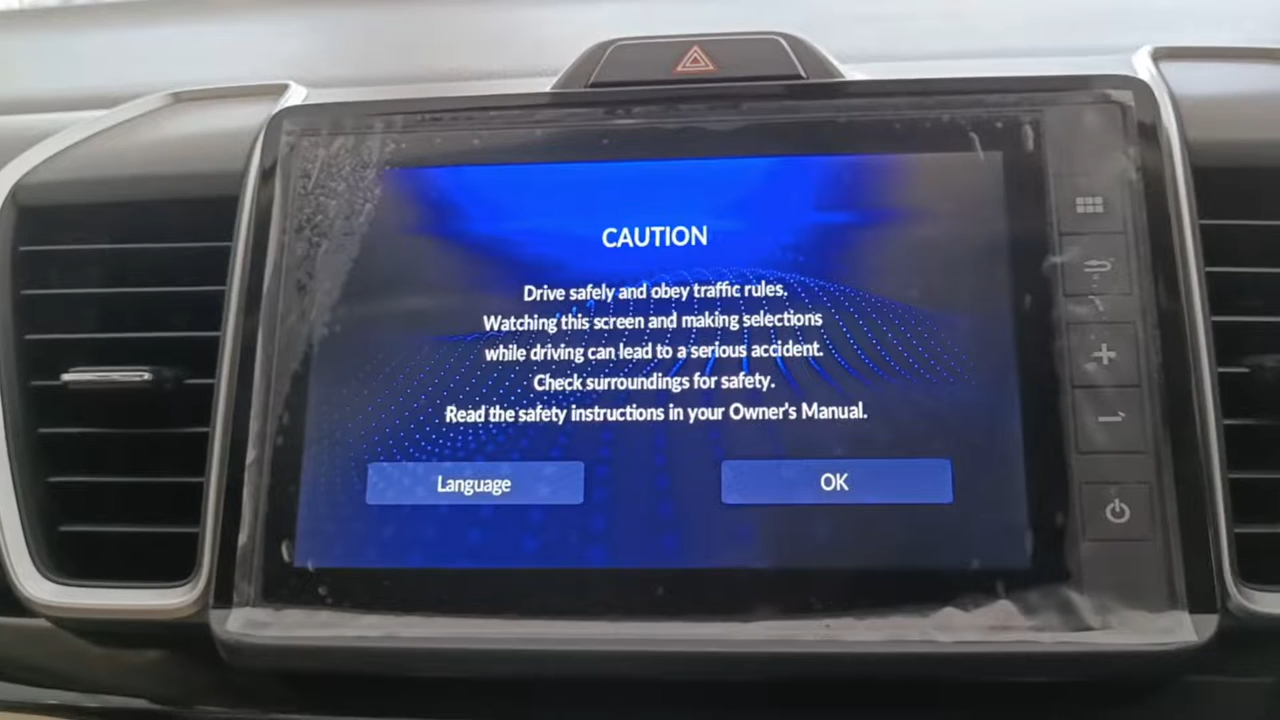 CAUTION
Drive safely and obey traffic rules.
Watching this screen and making selections
while driving can lead to a serious accident.
Check surroundings for safety.
Read the safety instructions in your Owner's Manual.
Language
OK